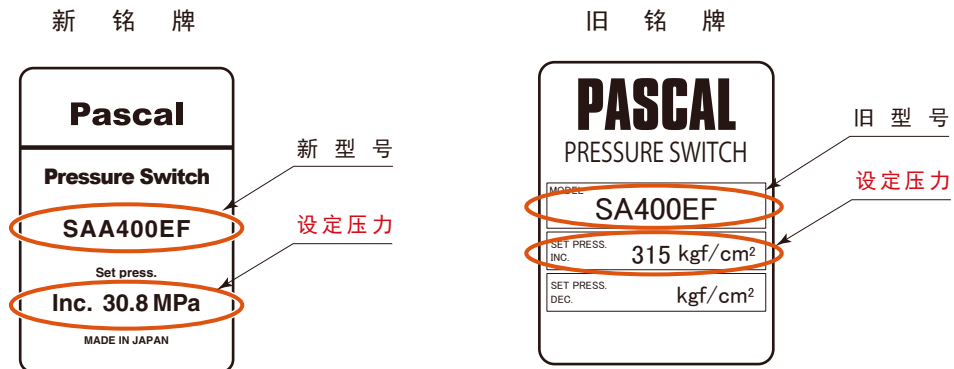 新铭牌
Pascal
Pressure Switch
SAA400EF
Set press.
Inc. 30.8 MPa
MADE IN JAPAN
新型号
设定压力
旧铭牌
PASCAL
PRESSURE SWITCH
MODEL
SA400EF
SET PRESS.
INC.
315 kgf/cm²
SET PRESS.
DEC.
kgf/cm²
旧型号
设定压力